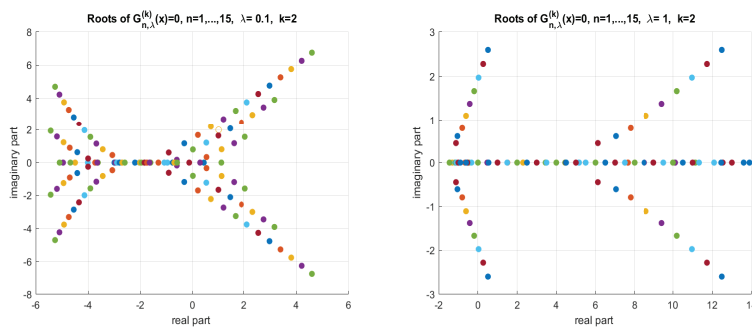 Roots of G_{n,λ}^{(k)}(x)=0, n=1,...,15, λ= 0.1, k=2
8
6
4
2
0
-2
-4
-6
-8
imaginary part
-6 -4 -2 0 2 4 6
real part
Roots of G_{n,λ}^{(k)}(x)=0, n=1,...,15, λ= 1, k=2
3
2
1
0
-1
-2
-3
imaginary part
-2 0 2 4 6 8 10 12 14
real part